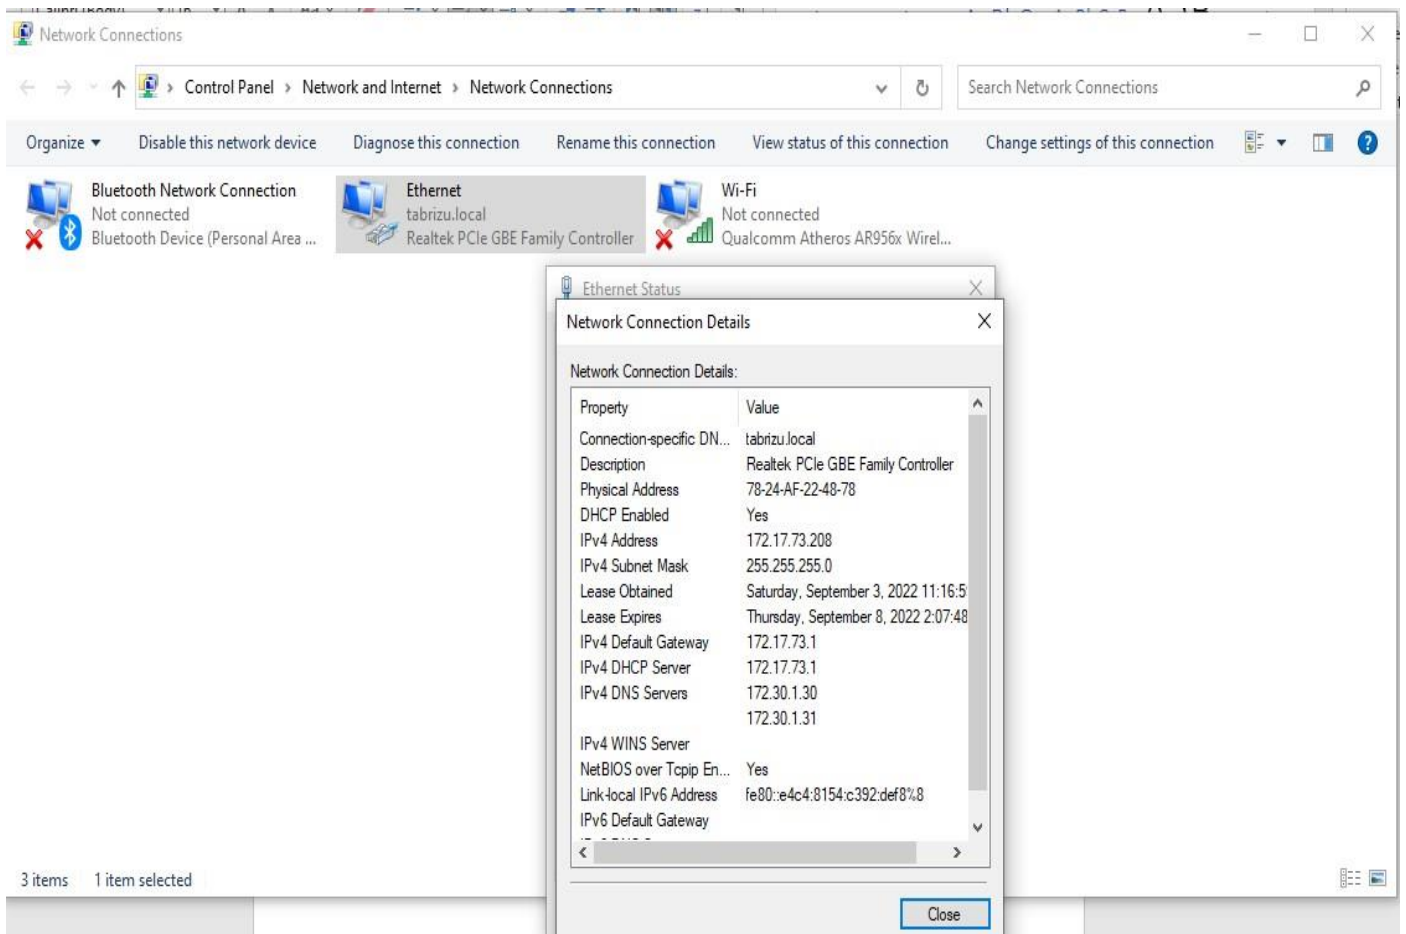 Network Connections
Control Panel > Network and Internet > Network Connections
Search Network Connections
Organize Disable this network device Diagnose this connection Rename this connection View status of this connection Change settings of this connection
Bluetooth Network Connection
Not connected
Bluetooth Device (Personal Area ...
Ethernet
tabrizu.local
Realtek PCIe GBE Family Controller
Wi-Fi
Not connected
Qualcomm Atheros AR956x Wirel...
Ethernet Status
Network Connection Details
Network Connection Details:
Property Value
Connection-specific DN... tabrizu.local
Description Realtek PCIe GBE Family Controller
Physical Address 78-24-AF-22-48-78
DHCP Enabled Yes
IPv4 Address 172.17.73.208
IPv4 Subnet Mask 255.255.255.0
Lease Obtained Saturday, September 3, 2022 11:16:5
Lease Expires Thursday, September 8, 2022 2:07:48
IPv4 Default Gateway 172.17.73.1
IPv4 DHCP Server 172.17.73.1
IPv4 DNS Servers 172.30.1.30
172.30.1.31
IPv4 WINS Server
NetBIOS over Tcpip En... Yes
Link-local IPv6 Address fe80::e4c4:8154:c392:def8%8
IPv6 Default Gateway
Close
3 items 1 item selected